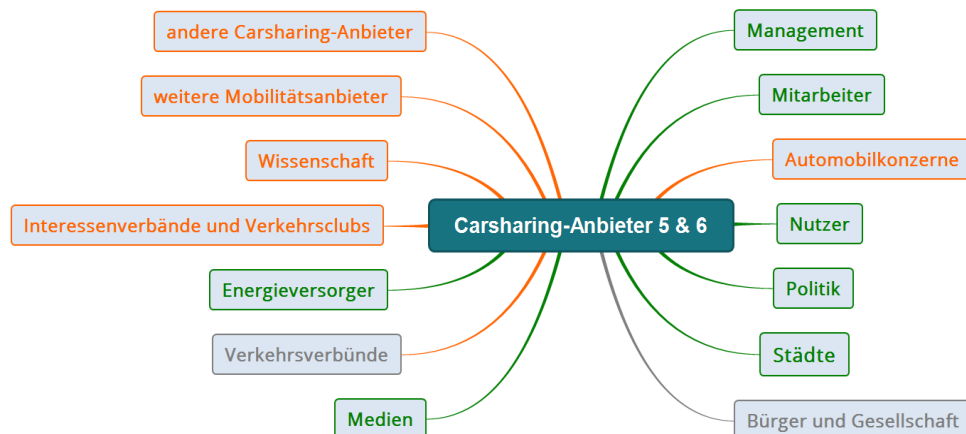 andere Carsharing-Anbieter
weitere Mobilitätsanbieter
Wissenschaft
Interessenverbände und Verkehrsclubs
Energieversorger
Verkehrsverbünde
Medien
Carsharing-Anbieter 5 & 6
Management
Mitarbeiter
Automobilkonzerne
Nutzer
Politik
Städte
Bürger und Gesellschaft